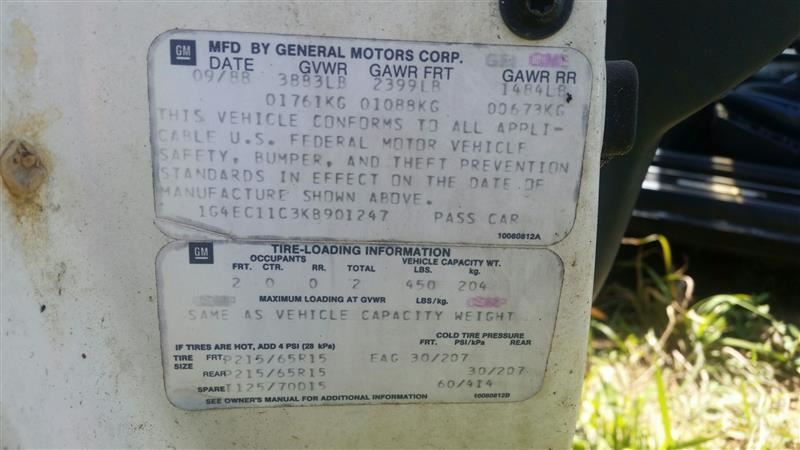 GM MFD BY GENERAL MOTORS CORP.
DATE GVWR GAWR FRT GAWR RR
09/88 3883LB 2399LB 1484LB
01761KG 01088KG 00673KG
THIS VEHICLE CONFORMS TO ALL APPLI-
CABLE U.S. FEDERAL MOTOR VEHICLE
SAFETY, BUMPER, AND THEFT PREVENTION
STANDARDS IN EFFECT ON THE DATE OF
MANUFACTURE SHOWN ABOVE.
1G4EC11C3KB901247 PASS CAR
10080812A
GM TIRE-LOADING INFORMATION
OCCUPANTS VEHICLE CAPACITY WT.
FRT. CTR. RR. TOTAL LBS. kg.
2 0 0 2 450 204
MAXIMUM LOADING AT GVWR LBS/kg.
SAME AS VEHICLE CAPACITY WEIGHT
COLD TIRE PRESSURE
IF TIRES ARE HOT, ADD 4 PSI (28 kPa) FRT. PSI/kPa REAR
TIRE SIZE FRT. P215/65R15 EAG 30/207
REAR P215/65R15 30/207
SPARE T125/70D15 60/414
SEE OWNER'S MANUAL FOR ADDITIONAL INFORMATION 10080812B